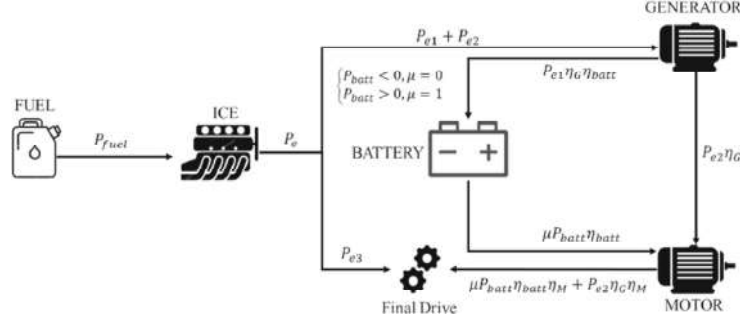 GENERATOR
P_{e1} + P_{e2}
{P_{batt} < 0, μ = 0
{P_{batt} > 0, μ = 1
P_{e1}η_Gη_{batt}
FUEL
ICE
P_{fuel}
P_e
BATTERY
P_{e2}η_G
μP_{batt}η_{batt}
P_{e3}
μP_{batt}η_{batt}η_M + P_{e2}η_Gη_M
Final Drive
MOTOR